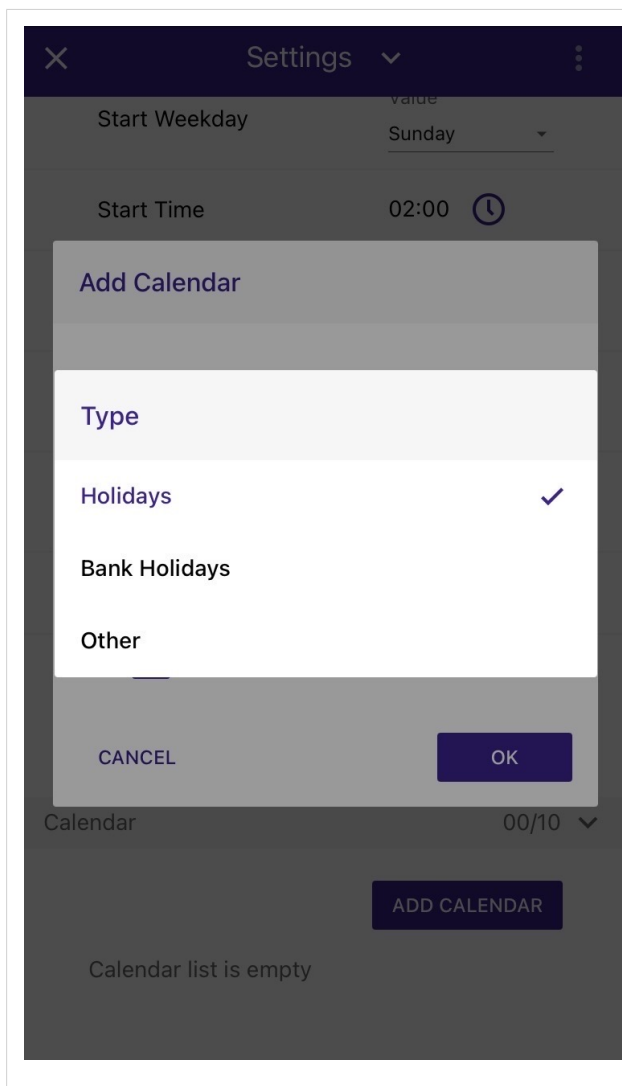 Settings
Value
Start Weekday
Sunday
Start Time 02:00
Add Calendar
Type
Holidays
Bank Holidays
Other
CANCEL OK
Calendar 00/10
ADD CALENDAR
Calendar list is empty